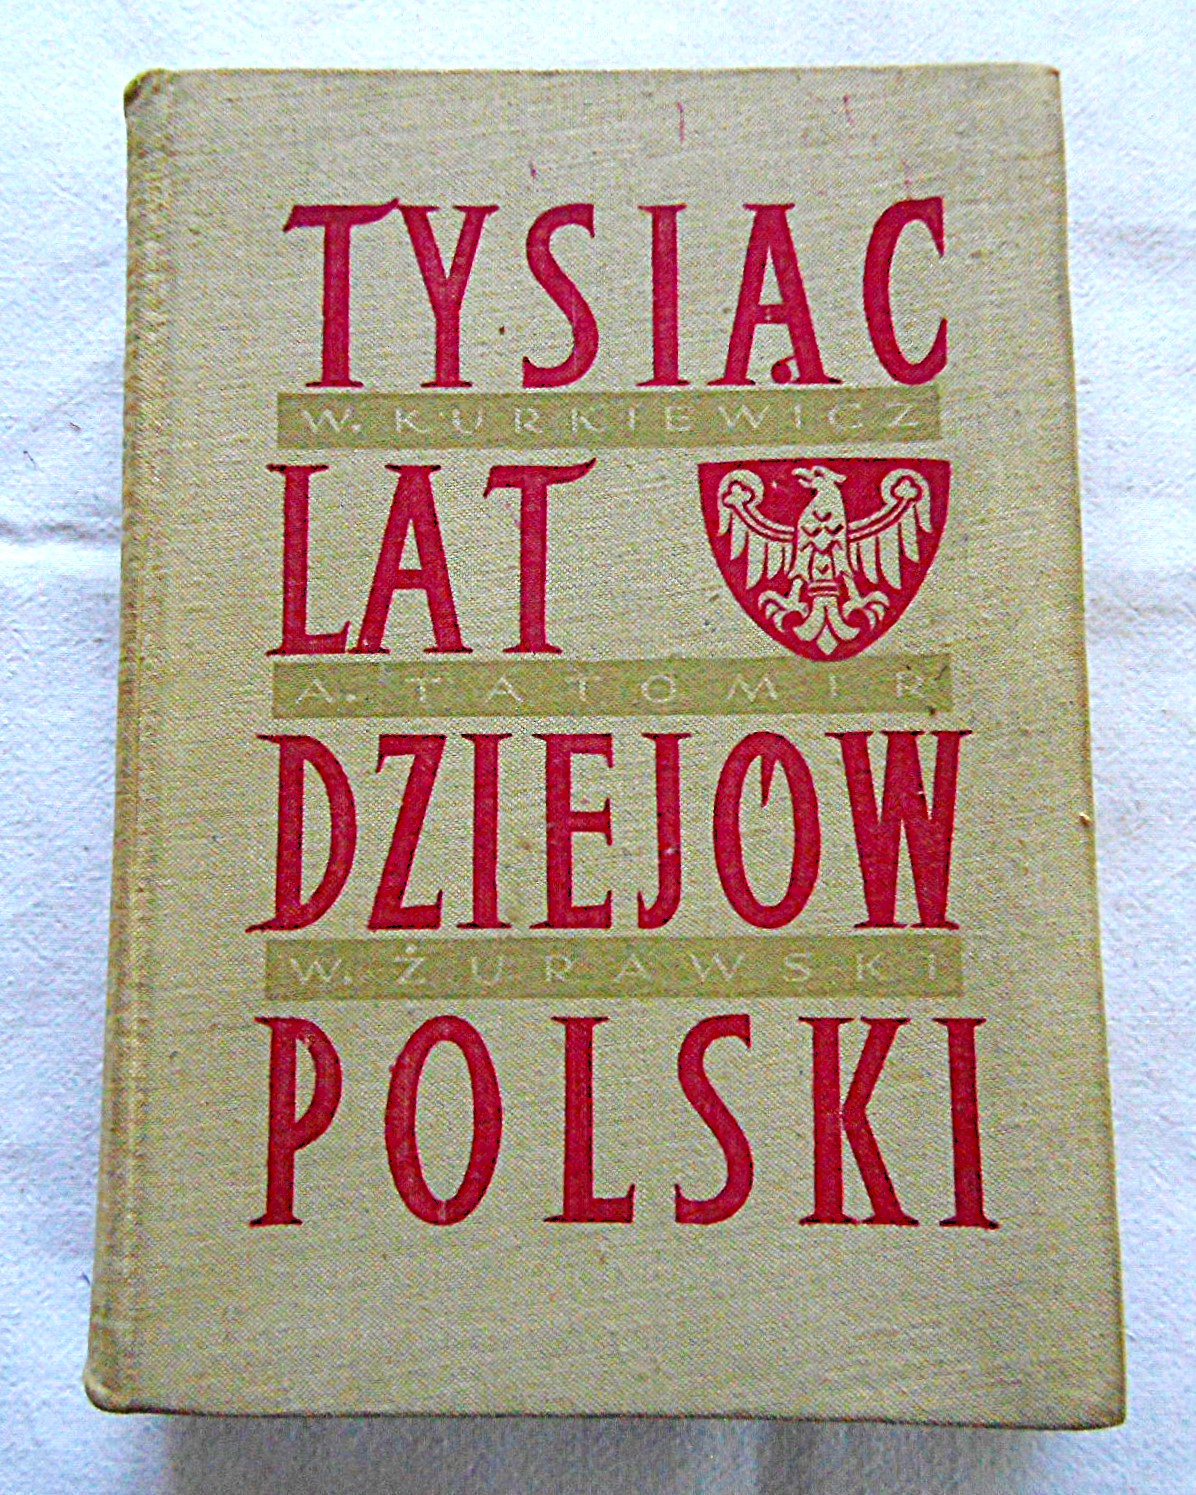 TYSIĄC
W. KURKIEWICZ
LAT
A. TATOMIR
DZIEJÓW
W. ŻURAWSKI
POLSKI